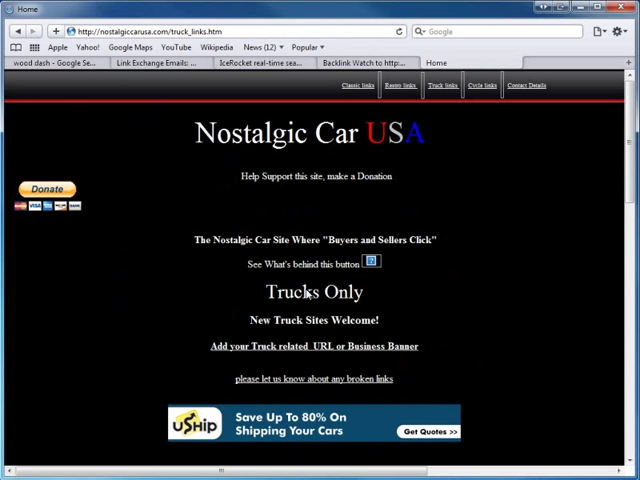 Home
http://nostalgiccarusa.com/truck_links.htm
Google
Apple Yahoo! Google Maps YouTube Wikipedia News (12) Popular
wood dash - Google Se... Link Exchange Emails: ... IceRocket real-time sea... Backlink Watch to http:... Home
Classic links Restro links Truck links Cycle links Contact Details
Nostalgic Car USA
Help Support this site, make a Donation
Donate
VISA
The Nostalgic Car Site Where "Buyers and Sellers Click"
See What's behind this button
Trucks Only
New Truck Sites Welcome!
Add your Truck related URL or Business Banner
please let us know about any broken links
uShip
Save Up To 80% On
Shipping Your Cars
Get Quotes >>